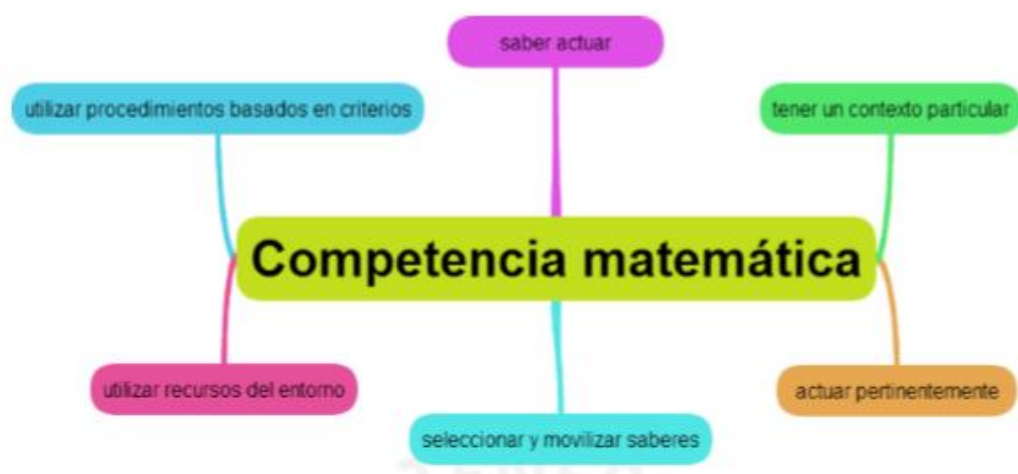 saber actuar
utilizar procedimientos basados en criterios
tener un contexto particular
Competencia matemática
utilizar recursos del entorno
actuar pertinentemente
seleccionar y movilizar saberes